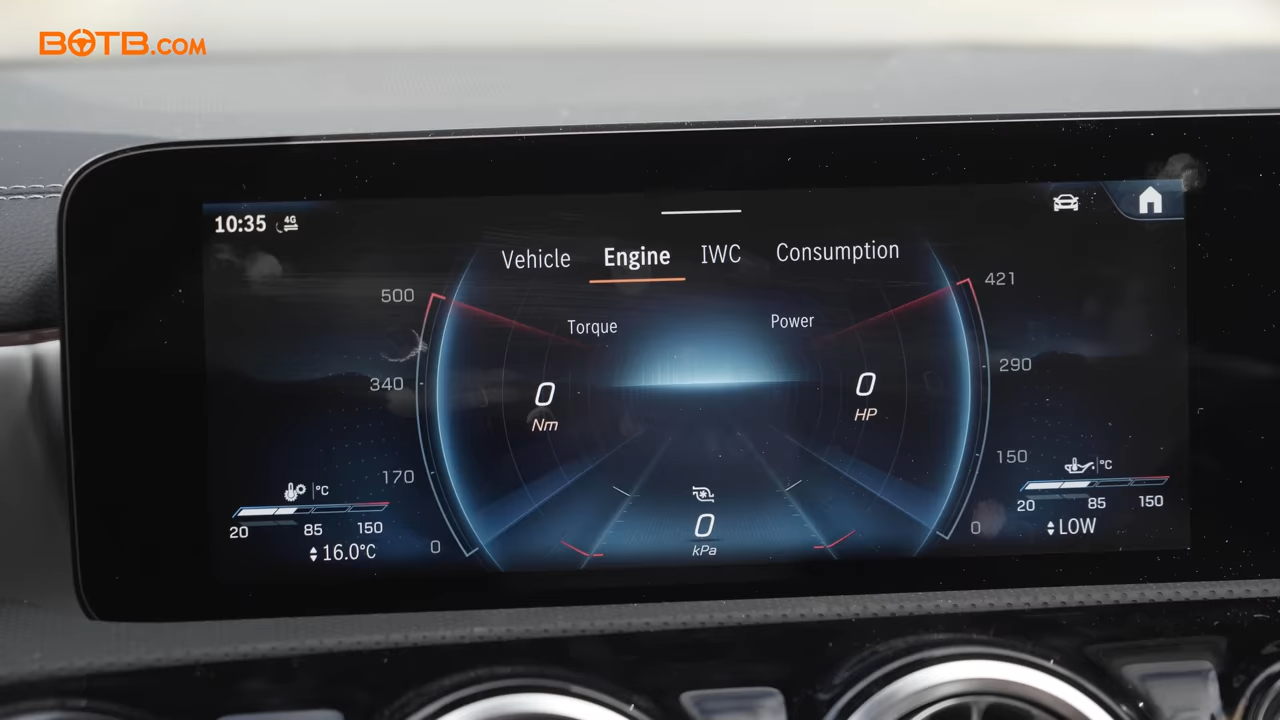 BOTB.COM
10:35 4G
Vehicle Engine IWC Consumption
500 421
Torque Power
340 290
0 0
Nm HP
170 150
°C °C
20 85 150 20 85 150
0 0
0
kPa
16.0°C LOW